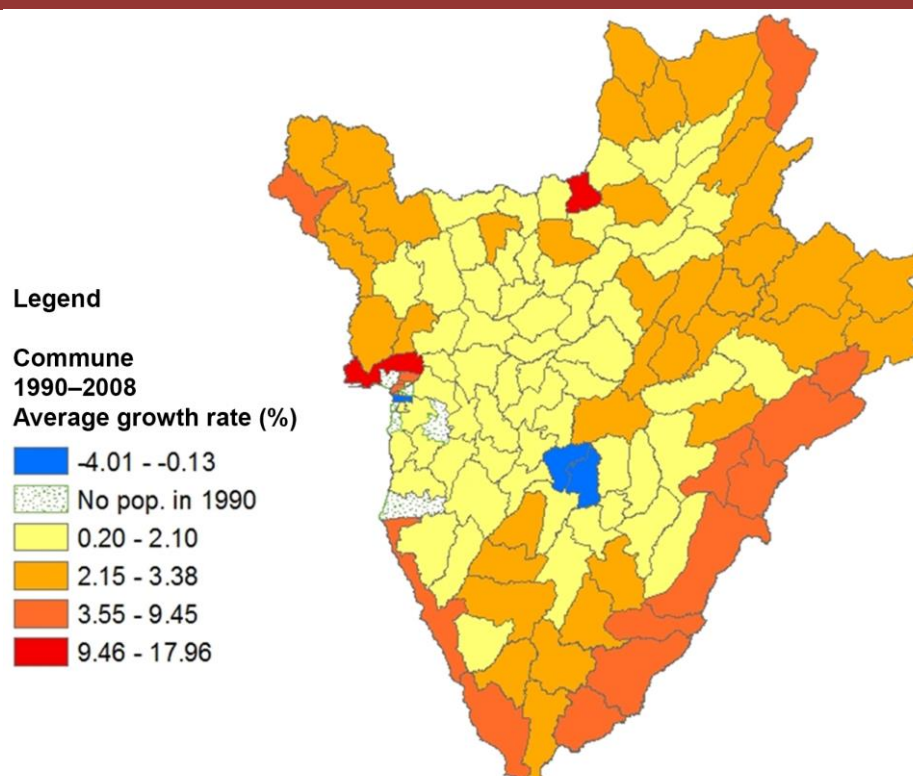 Legend
Commune
1990–2008
Average growth rate (%)
-4.01 - -0.13
No pop. in 1990
0.20 - 2.10
2.15 - 3.38
3.55 - 9.45
9.46 - 17.96